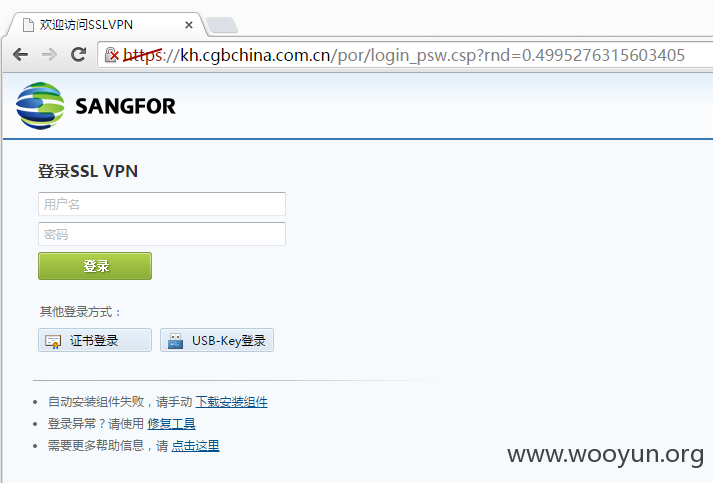 欢迎访问SSLVPN
https://kh.cgbchina.com.cn/por/login_psw.csp?rnd=0.4995276315603405
SANGFOR
登录SSL VPN
用户名
密码
登录
其他登录方式：
证书登录 USB-Key登录
自动安装组件失败，请手动 下载安装组件
登录异常？请使用 修复工具
需要更多帮助信息，请 点击这里
www.wooyun.org